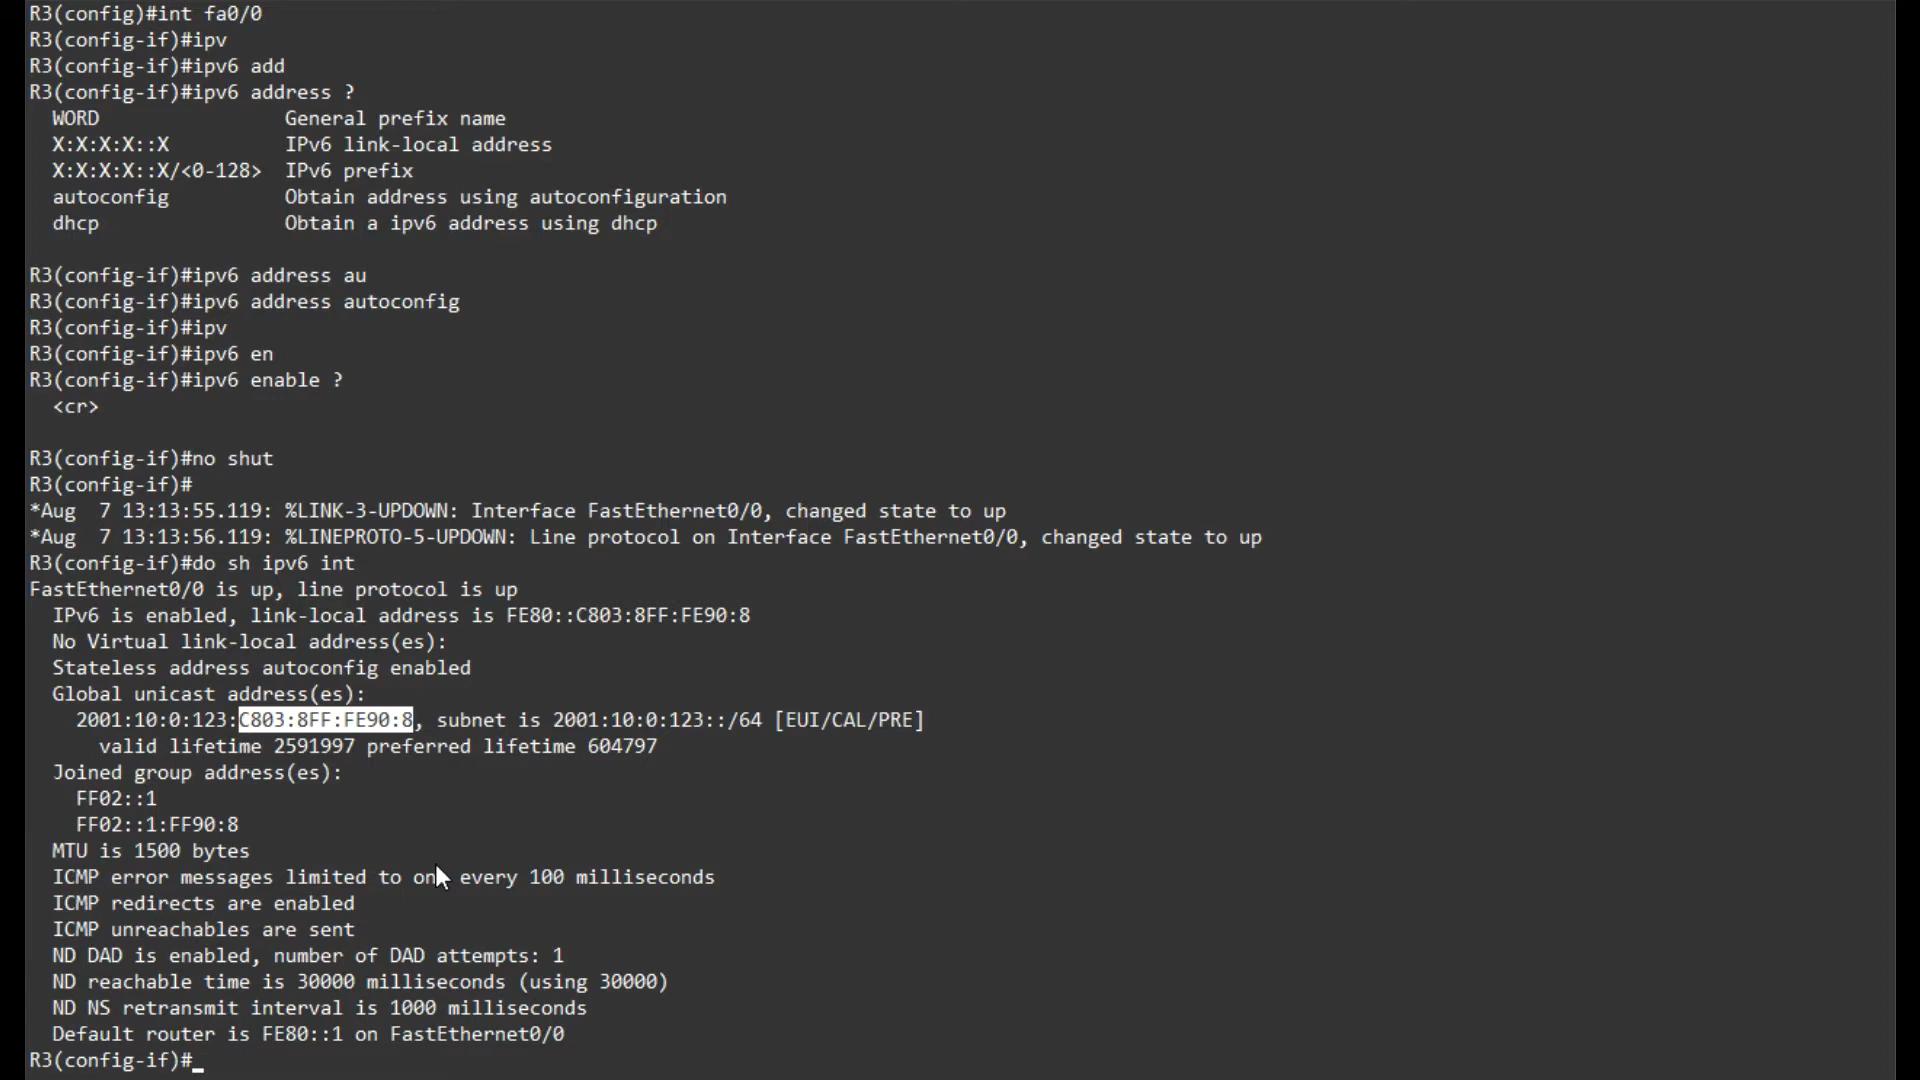 R3(config)#int fa0/0
R3(config-if)#ipv
R3(config-if)#ipv6 add
R3(config-if)#ipv6 address ?
  WORD                General prefix name
  X:X:X:X::X          IPv6 link-local address
  X:X:X:X::X/<0-128>  IPv6 prefix
  autoconfig          Obtain address using autoconfiguration
  dhcp                Obtain a ipv6 address using dhcp

R3(config-if)#ipv6 address au
R3(config-if)#ipv6 address autoconfig
R3(config-if)#ipv
R3(config-if)#ipv6 en
R3(config-if)#ipv6 enable ?
  <cr>

R3(config-if)#no shut
R3(config-if)#
*Aug  7 13:13:55.119: %LINK-3-UPDOWN: Interface FastEthernet0/0, changed state to up
*Aug  7 13:13:56.119: %LINEPROTO-5-UPDOWN: Line protocol on Interface FastEthernet0/0, changed state to up
R3(config-if)#do sh ipv6 int
FastEthernet0/0 is up, line protocol is up
  IPv6 is enabled, link-local address is FE80::C803:8FF:FE90:8
  No Virtual link-local address(es):
  Stateless address autoconfig enabled
  Global unicast address(es):
    2001:10:0:123:C803:8FF:FE90:8, subnet is 2001:10:0:123::/64 [EUI/CAL/PRE]
      valid lifetime 2591997 preferred lifetime 604797
  Joined group address(es):
    FF02::1
    FF02::1:FF90:8
  MTU is 1500 bytes
  ICMP error messages limited to one every 100 milliseconds
  ICMP redirects are enabled
  ICMP unreachables are sent
  ND DAD is enabled, number of DAD attempts: 1
  ND reachable time is 30000 milliseconds (using 30000)
  ND NS retransmit interval is 1000 milliseconds
  Default router is FE80::1 on FastEthernet0/0
R3(config-if)#